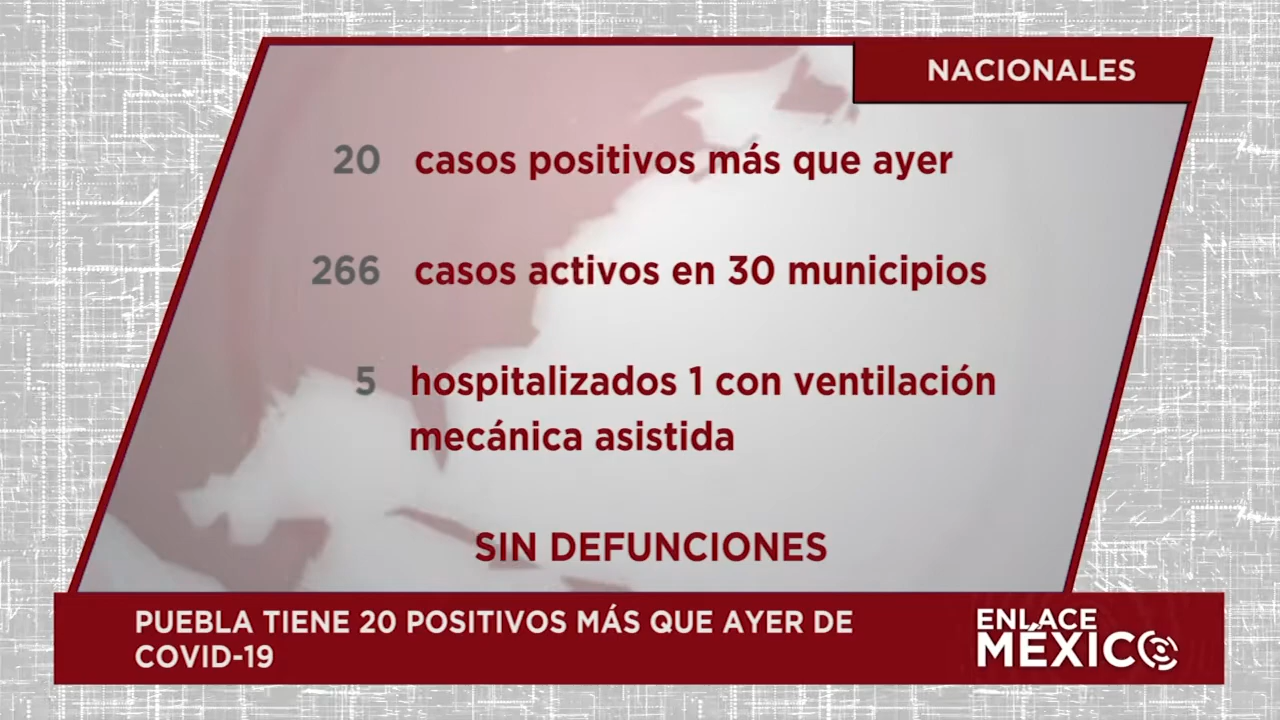 NACIONALES
20 casos positivos más que ayer
266 casos activos en 30 municipios
5 hospitalizados 1 con ventilación
mecánica asistida
SIN DEFUNCIONES
PUEBLA TIENE 20 POSITIVOS MÁS QUE AYER DE
COVID-19
ENLACE
MÉXICO